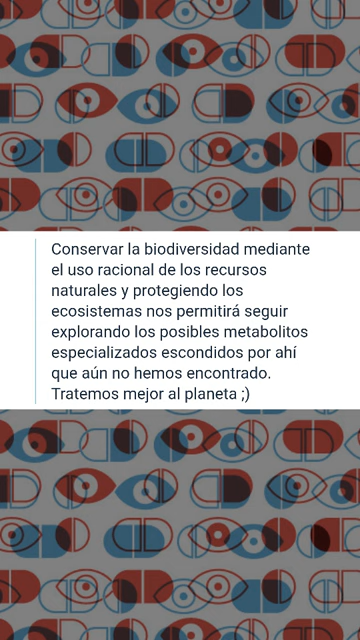 Conservar la biodiversidad mediante
el uso racional de los recursos
naturales y protegiendo los
ecosistemas nos permitirá seguir
explorando los posibles metabolitos
especializados escondidos por ahí
que aún no hemos encontrado.
Tratemos mejor al planeta ;)